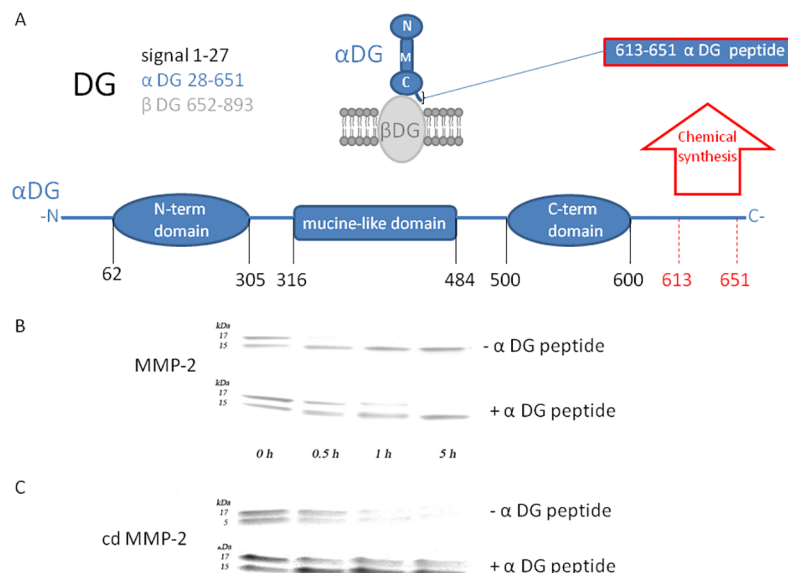 A
DG
signal 1-27
α DG 28-651
β DG 652-893
αDG
N
M
C
βDG
613-651 α DG peptide
Chemical
synthesis
αDG
-N
N-term
domain
mucine-like domain
C-term
domain
C-
62
305
316
484
500
600
613
651
B
MMP-2
kDa
17
15
- α DG peptide
kDa
17
15
+ α DG peptide
0 h
0.5 h
1 h
5 h
C
cd MMP-2
kDa
17
5
- α DG peptide
kDa
17
15
+ α DG peptide